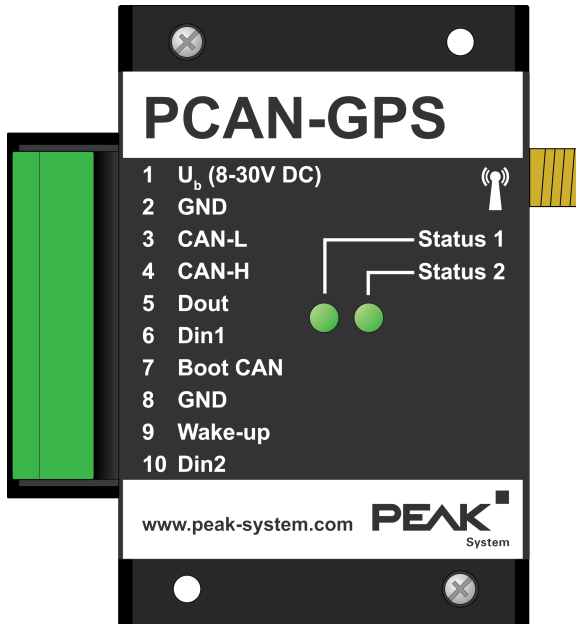 PCAN-GPS
1 Ub (8-30V DC)
2 GND
3 CAN-L
4 CAN-H
5 Dout
6 Din1
7 Boot CAN
8 GND
9 Wake-up
10 Din2
Status 1
Status 2
www.peak-system.com
PEAK
System